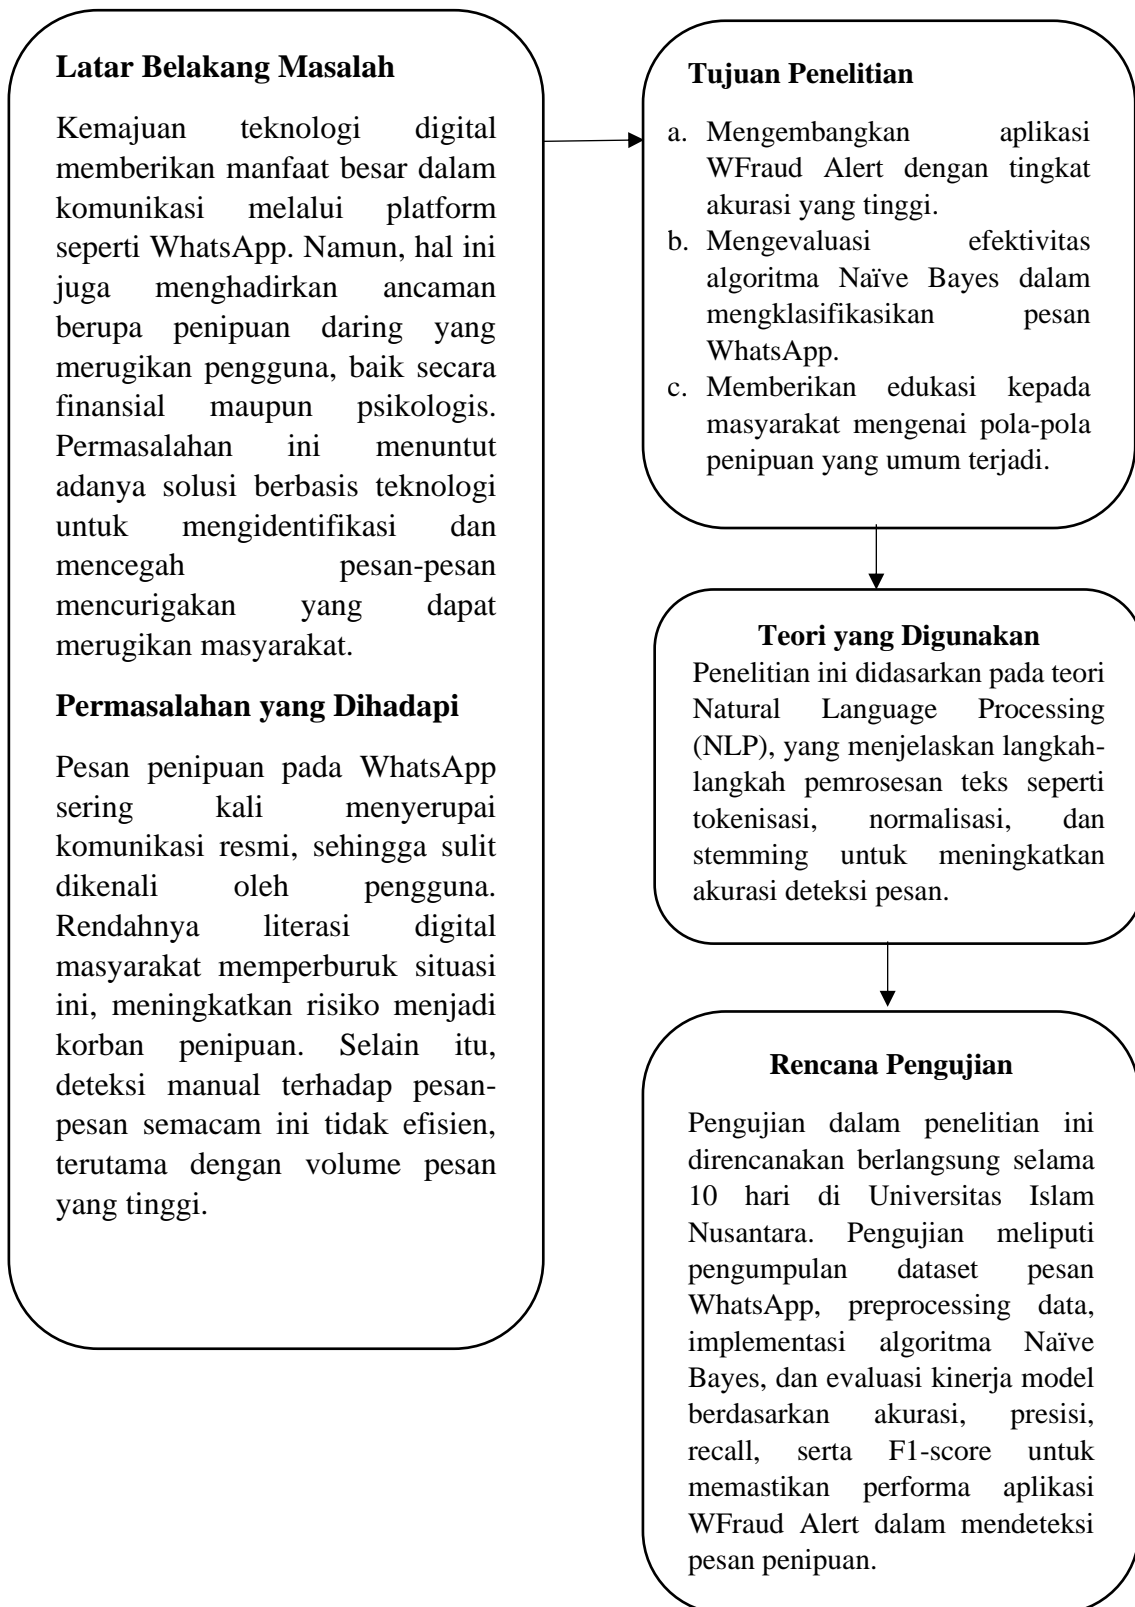 Latar Belakang Masalah
Kemajuan teknologi digital
memberikan manfaat besar dalam
komunikasi melalui platform
seperti WhatsApp. Namun, hal ini
juga menghadirkan ancaman
berupa penipuan daring yang
merugikan pengguna, baik secara
finansial maupun psikologis.
Permasalahan ini menuntut
adanya solusi berbasis teknologi
untuk mengidentifikasi dan
mencegah pesan-pesan
mencurigakan yang dapat
merugikan masyarakat.
Permasalahan yang Dihadapi
Pesan penipuan pada WhatsApp
sering kali menyerupai
komunikasi resmi, sehingga sulit
dikenali oleh pengguna.
Rendahnya literasi digital
masyarakat memperburuk situasi
ini, meningkatkan risiko menjadi
korban penipuan. Selain itu,
deteksi manual terhadap pesan-
pesan semacam ini tidak efisien,
terutama dengan volume pesan
yang tinggi.
Tujuan Penelitian
a. Mengembangkan aplikasi
WFraud Alert dengan tingkat
akurasi yang tinggi.
b. Mengevaluasi efektivitas
algoritma Naïve Bayes dalam
mengklasifikasikan pesan
WhatsApp.
c. Memberikan edukasi kepada
masyarakat mengenai pola-pola
penipuan yang umum terjadi.
Teori yang Digunakan
Penelitian ini didasarkan pada teori
Natural Language Processing
(NLP), yang menjelaskan langkah-
langkah pemrosesan teks seperti
tokenisasi, normalisasi, dan
stemming untuk meningkatkan
akurasi deteksi pesan.
Rencana Pengujian
Pengujian dalam penelitian ini
direncanakan berlangsung selama
10 hari di Universitas Islam
Nusantara. Pengujian meliputi
pengumpulan dataset pesan
WhatsApp, preprocessing data,
implementasi algoritma Naïve
Bayes, dan evaluasi kinerja model
berdasarkan akurasi, presisi,
recall, serta F1-score untuk
memastikan performa aplikasi
WFraud Alert dalam mendeteksi
pesan penipuan.